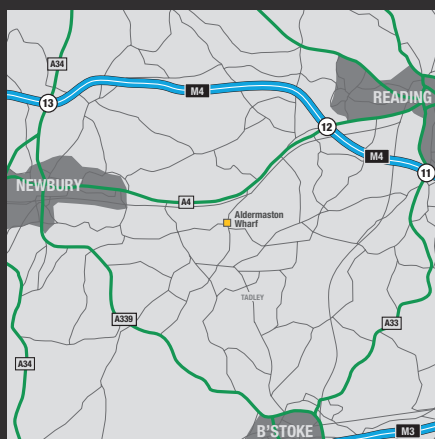 A34
M4
13
READING
12
M4
11
NEWBURY
A4
Aldermaston
Wharf
TADLEY
A339
A33
A34
B'STOKE
M3